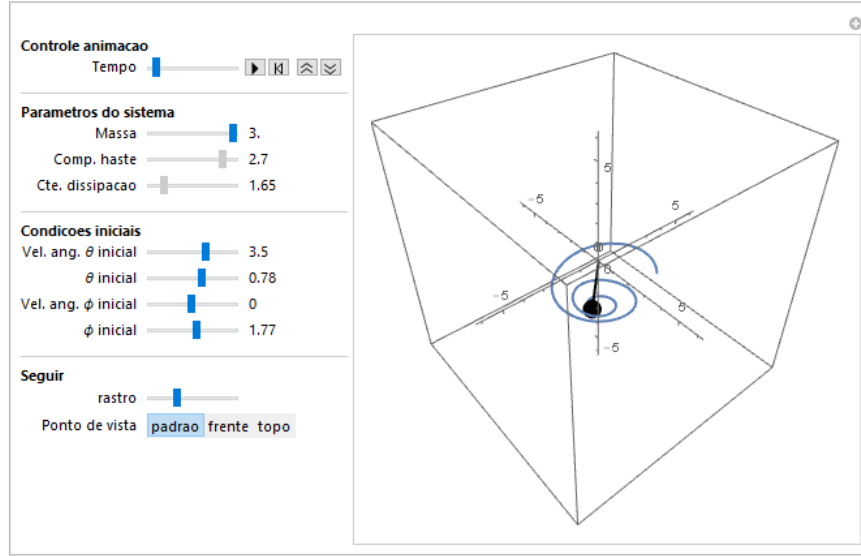 Controle animacao
Tempo
Parametros do sistema
Massa 3.
Comp. haste 2.7
Cte. dissipacao 1.65
Condicoes iniciais
Vel. ang. θ inicial 3.5
θ inicial 0.78
Vel. ang. ϕ inicial 0
ϕ inicial 1.77
Seguir
rastro
Ponto de vista padrao frente topo
5
-5
5
0
0
-5
5
-5